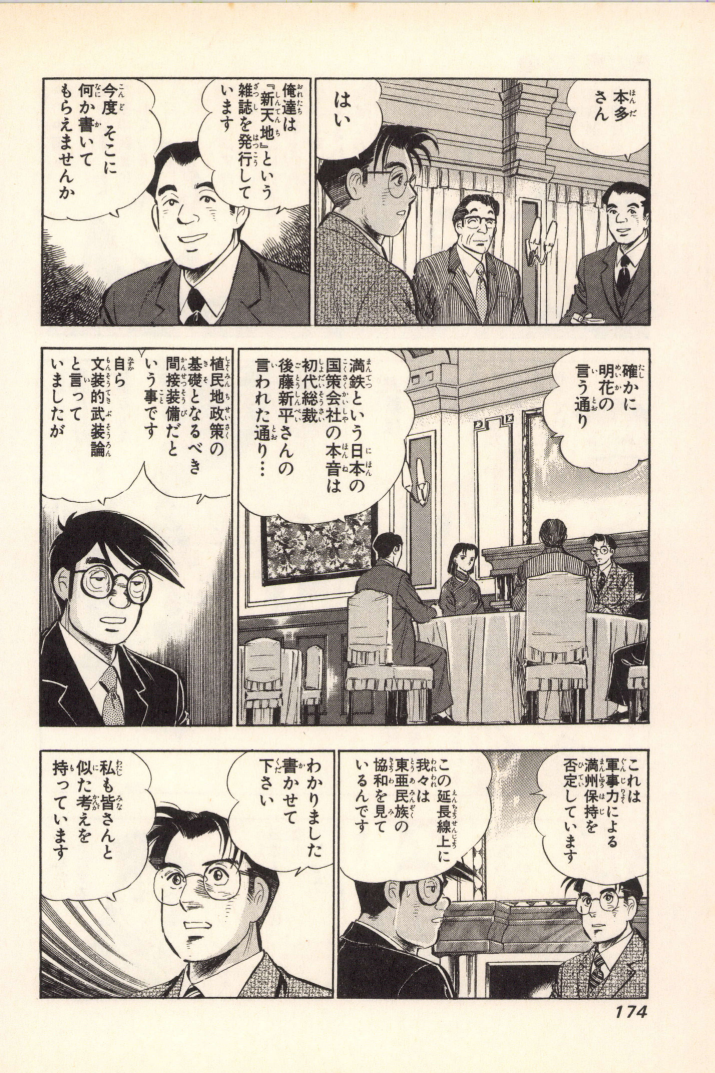 本多
さん
はい
俺達は
『新天地』という
雑誌を発行して
います
今度 そこに
何か書いて
もらえませんか
確かに
明花の
言う通り
満鉄という日本の
国策会社の本音は
初代総裁
後藤新平さんの
言われた通り…
植民地政策の
基礎となるべき
間接装備だと
いう事です
自ら
文装的武装論
と言って
いましたが
これは
軍事力による
満州保持を
否定しています
この延長線上に
我々は
東亜民族の
協和を見て
いるんです
わかりました
書かせて
下さい
私も皆さんと
似た考えを
持っています
174